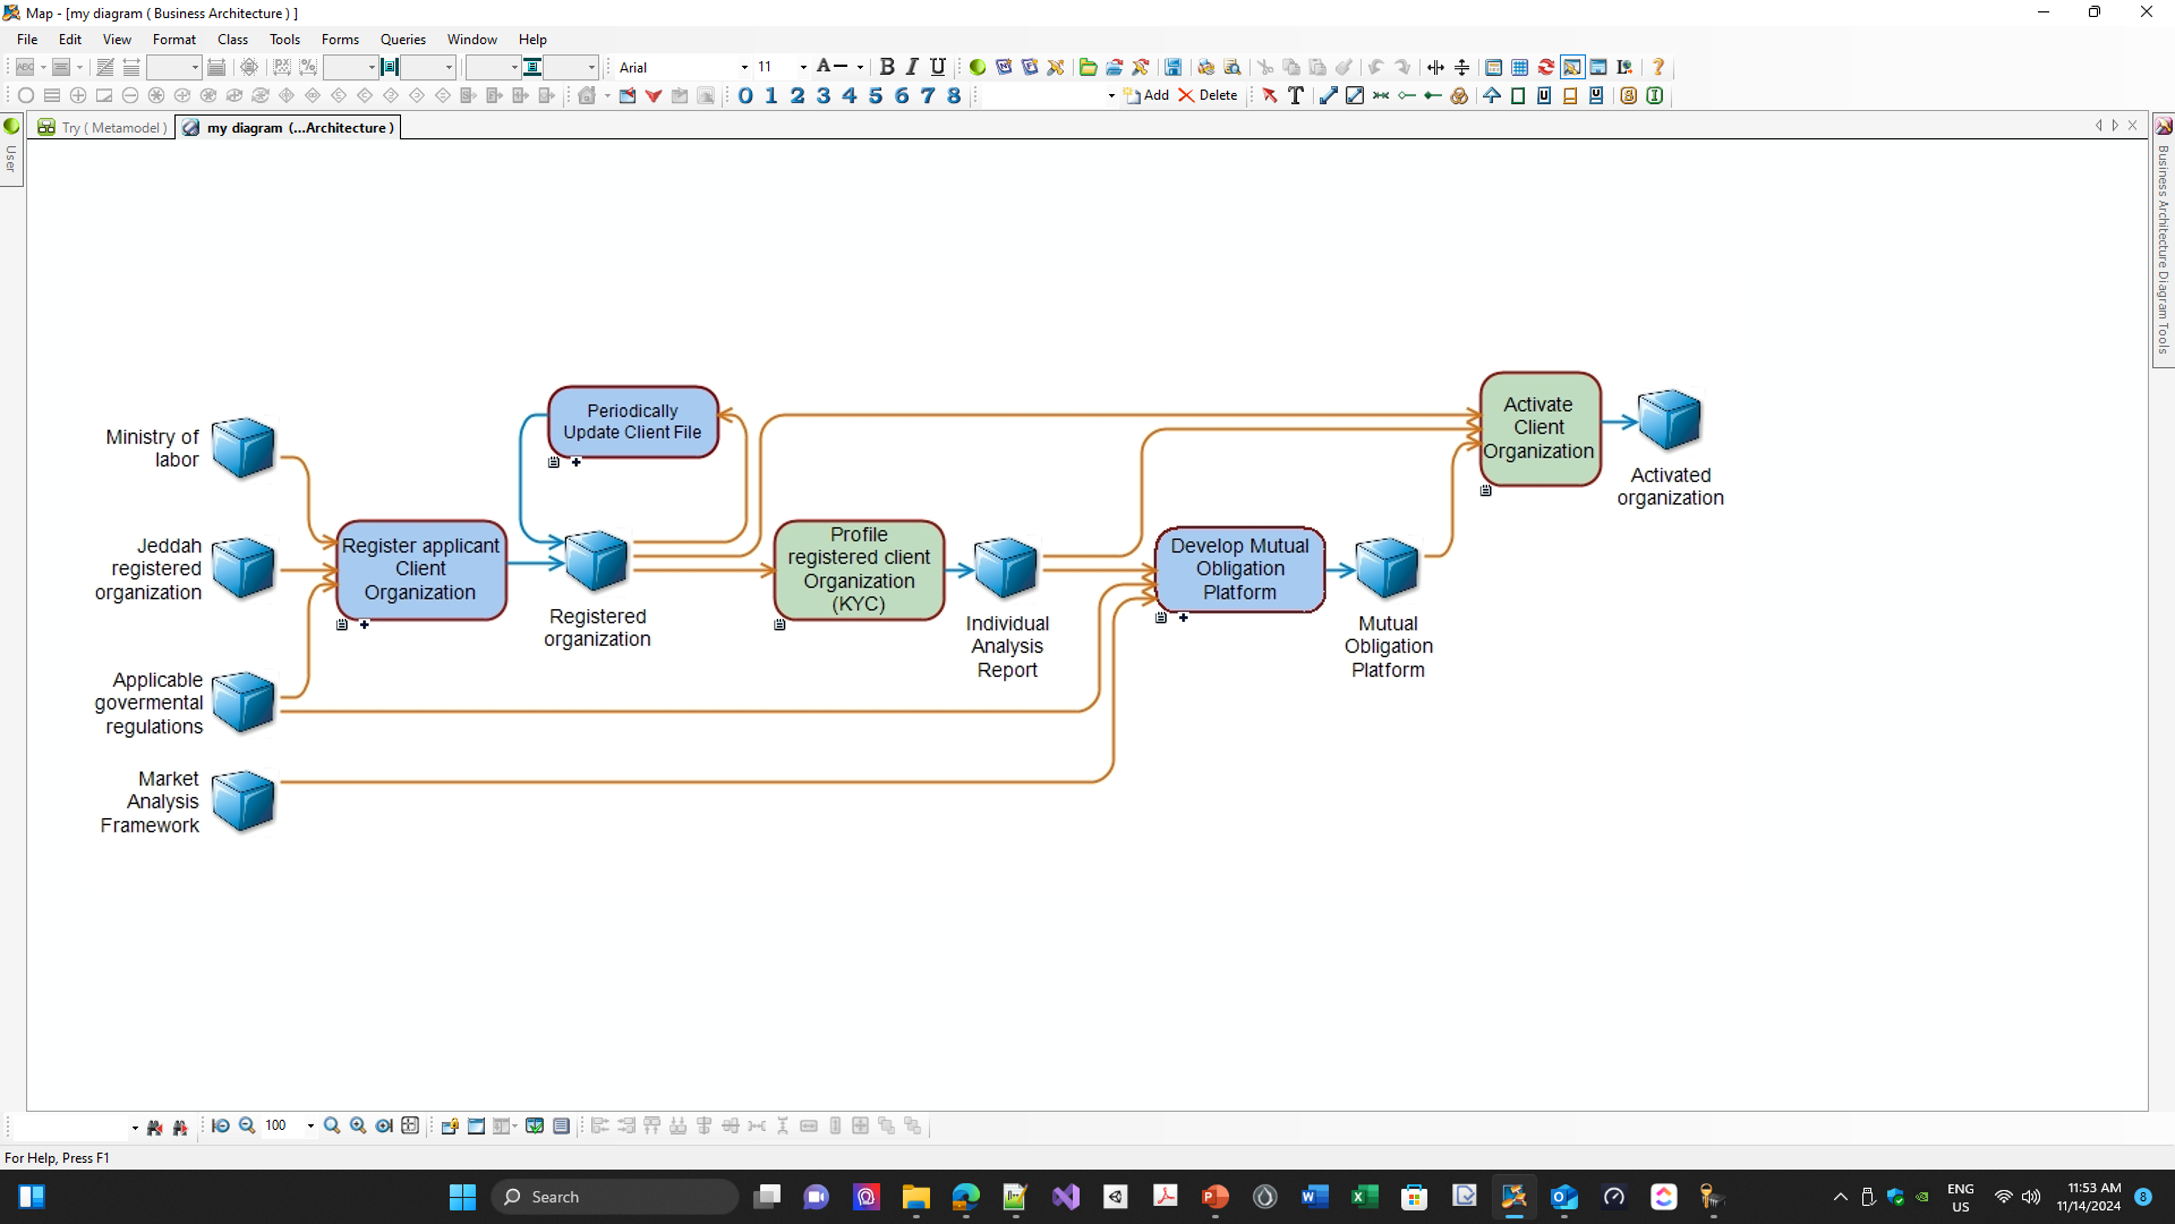 Map - [my diagram ( Business Architecture ) ]
File Edit View Format Class Tools Forms Queries Window Help
Arial 11 A B I U
0 1 2 3 4 5 6 7 8 Add Delete T
User
Try ( Metamodel ) my diagram (...Architecture )
Business Architecture Diagram Tools
Ministry of
labor
Jeddah
registered
organization
Applicable
govermental
regulations
Market
Analysis
Framework
Register applicant
Client
Organization
Periodically
Update Client File
Registered
organization
Profile
registered client
Organization
(KYC)
Individual
Analysis
Report
Develop Mutual
Obligation
Platform
Mutual
Obligation
Platform
Activate
Client
Organization
Activated
organization
100
For Help, Press F1
Search
ENG
US
11:53 AM
11/14/2024
8